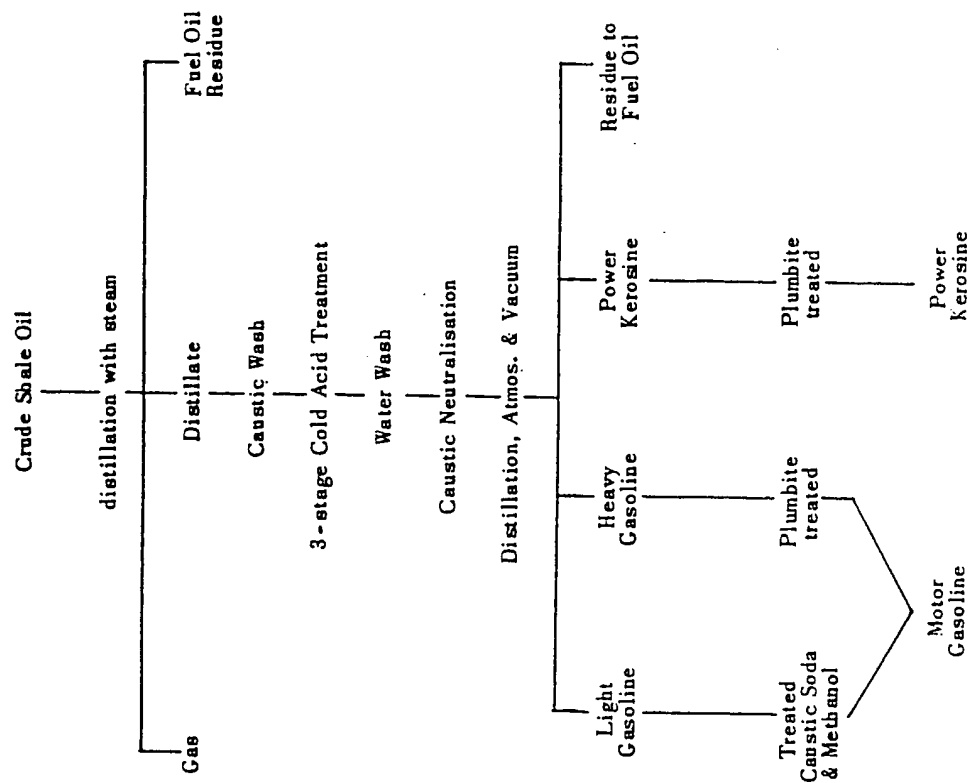 Crude Shale Oil
distillation with steam
Gas
Distillate
Fuel Oil
Residue
Caustic Wash
3-stage Cold Acid Treatment
Water Wash
Caustic Neutralisation
Distillation, Atmos. & Vacuum
Light
Gasoline
Heavy
Gasoline
Power
Kerosine
Residue to
Fuel Oil
Treated
Caustic Soda
& Methanol
Plumbite
treated
Plumbite
treated
Motor
Gasoline
Power
Kerosine